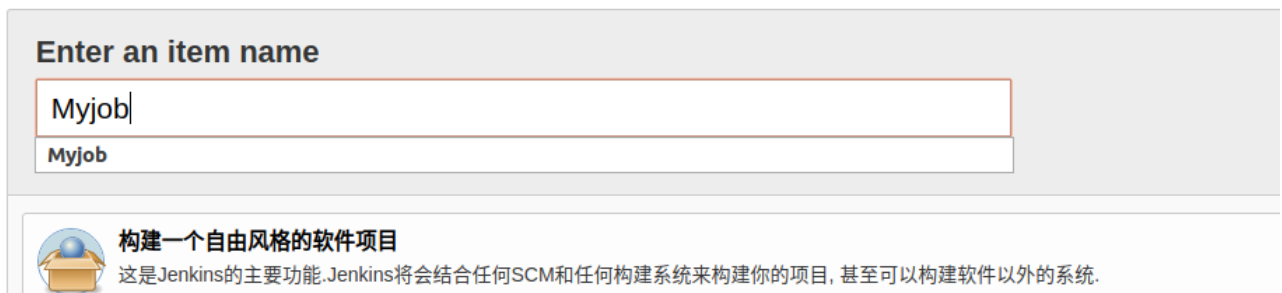 Enter an item name
Myjob
Myjob
构建一个自由风格的软件项目
这是Jenkins的主要功能.Jenkins将会结合任何SCM和任何构建系统来构建你的项目, 甚至可以构建软件以外的系统.